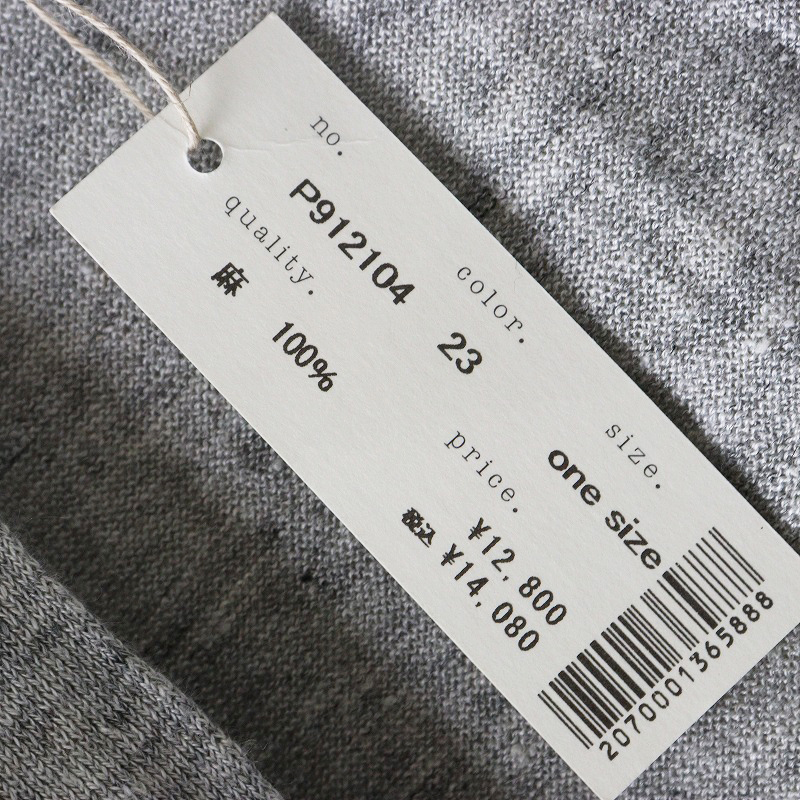 no.
P912104
color.
23
size.
one size
quality.
麻 100%
price.
¥12,800
税込 ¥14,080
2070001365888